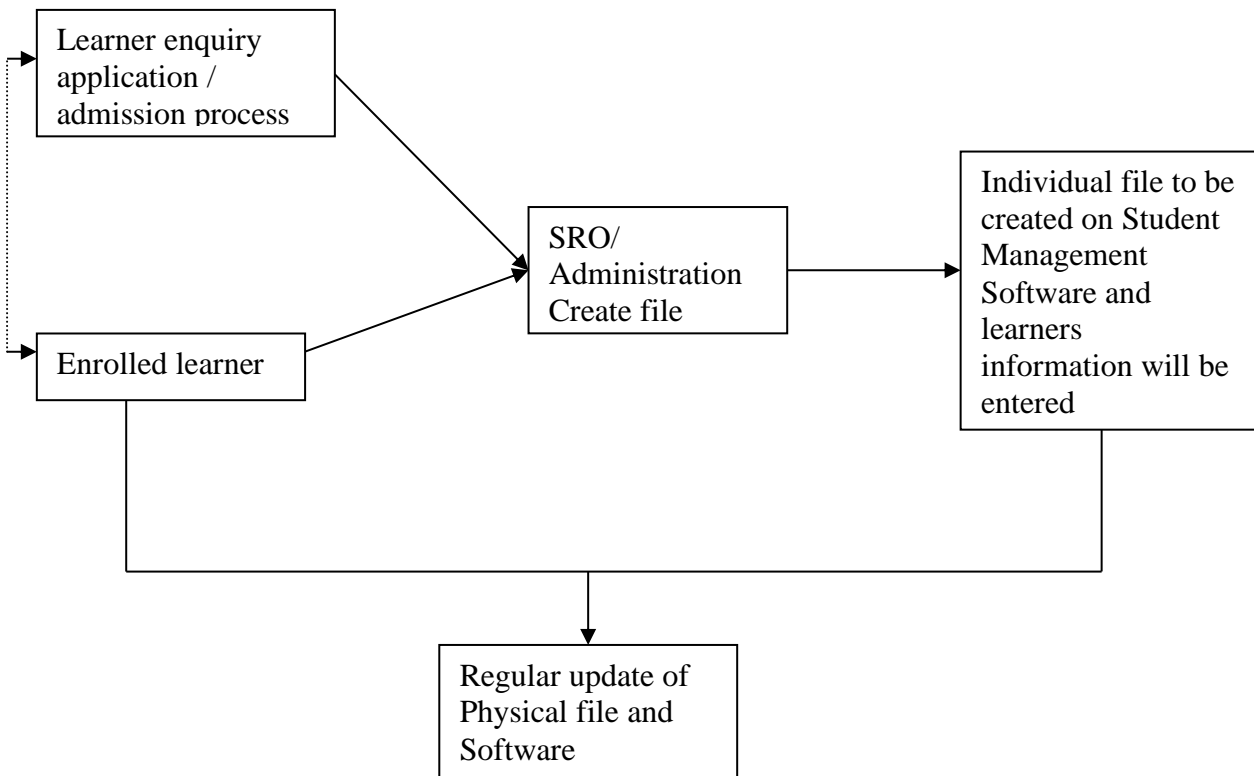 Learner enquiry
application /
admission process
SRO/
Administration
Create file
Individual file to be
created on Student
Management
Software and
learners
information will be
entered
Enrolled learner
Regular update of
Physical file and
Software